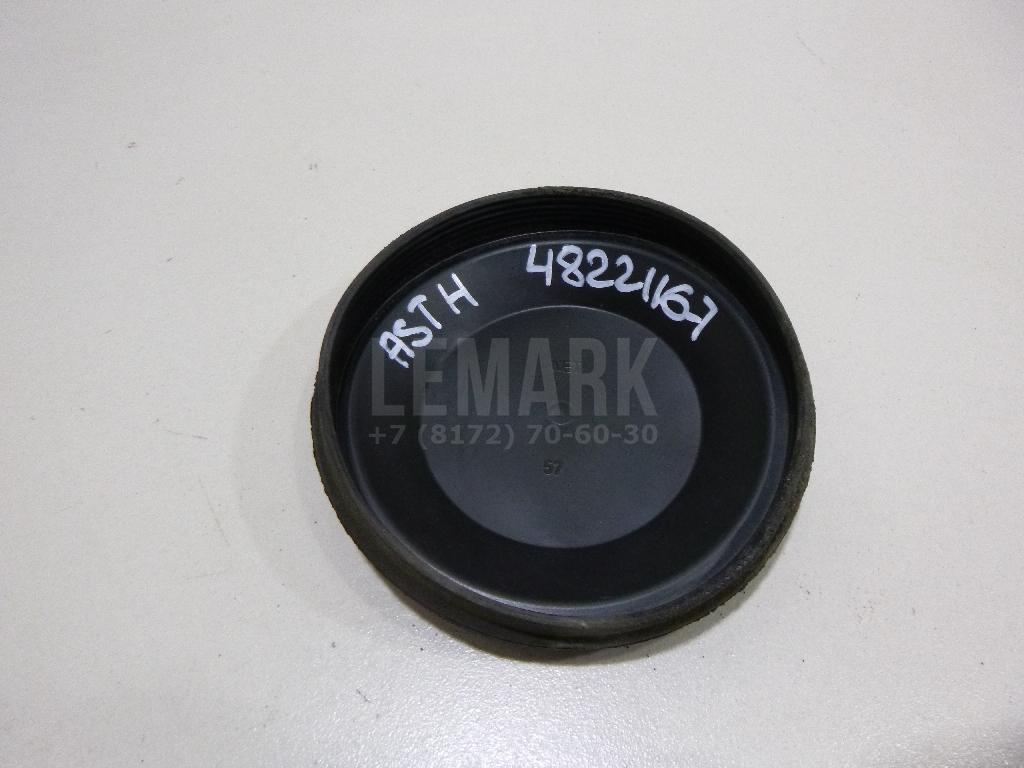 AST H 48221167
LEMARK
+7 (8172) 70-60-30
57